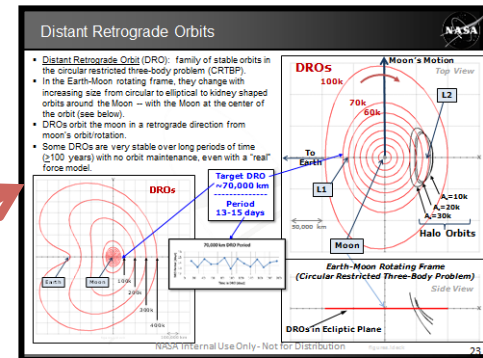 Distant Retrograde Orbits
NASA
Distant Retrograde Orbit (DRO): family of stable orbits in
the circular restricted three-body problem (CRTBP).
In the Earth-Moon rotating frame, they change with
increasing size from circular to elliptical to kidney shaped
orbits around the Moon – with the Moon at the center of
the orbit (see below).
DROs orbit the moon in a retrograde direction from
moon's orbit/rotation.
Some DROs are very stable over long periods of time
(≥100 years) with no orbit maintenance, even with a "real"
force model.
DROs
Earth
Moon
100k
200k
300k
400k
Target DRO
~70,000 km
Period
13-15 days
70,000 km DRO Period
DROs
Moon's Motion
Top View
100k
70k
60k
L2
To
Earth
L1
50,000 km
Moon
Az=10k
Az=20k
Az=30k
Halo Orbits
Earth-Moon Rotating Frame
(Circular Restricted Three-Body Problem)
Side View
DROs in Ecliptic Plane
NASA Internal Use Only - Not for Distribution
23